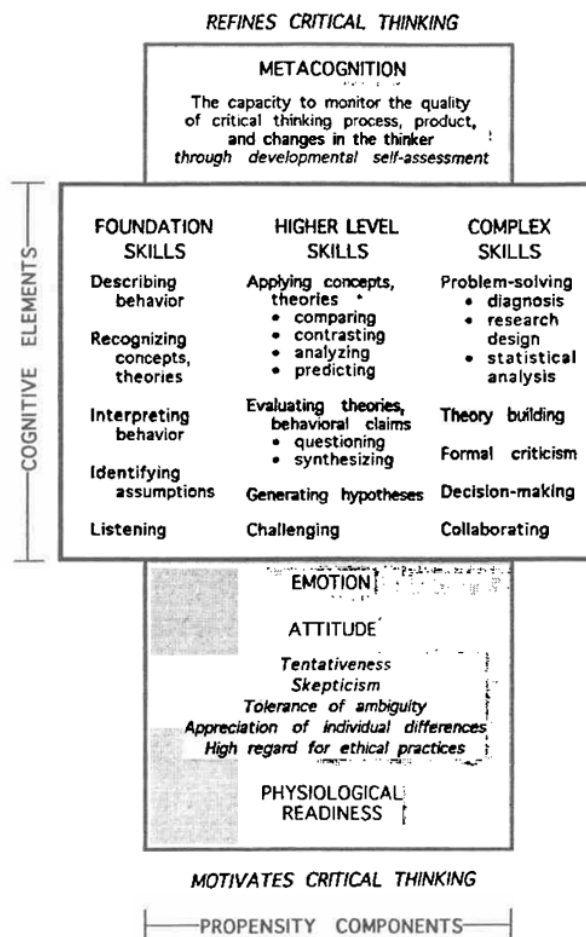 REFINES CRITICAL THINKING
METACOGNITION
The capacity to monitor the quality
of critical thinking process, product,
and changes in the thinker
through developmental self-assessment
COGNITIVE ELEMENTS
FOUNDATION
SKILLS
Describing
behavior
Recognizing
concepts,
theories
Interpreting
behavior
Identifying
assumptions
Listening
HIGHER LEVEL
SKILLS
Applying concepts,
theories
• comparing
• contrasting
• analyzing
• predicting
Evaluating theories,
behavioral claims
• questioning
• synthesizing
Generating hypotheses
Challenging
COMPLEX
SKILLS
Problem-solving
• diagnosis
• research
design
• statistical
analysis
Theory building
Formal criticism
Decision-making
Collaborating
EMOTION
ATTITUDE
Tentativeness
Skepticism
Tolerance of ambiguity
Appreciation of individual differences
High regard for ethical practices
PHYSIOLOGICAL
READINESS
MOTIVATES CRITICAL THINKING
PROPENSITY COMPONENTS